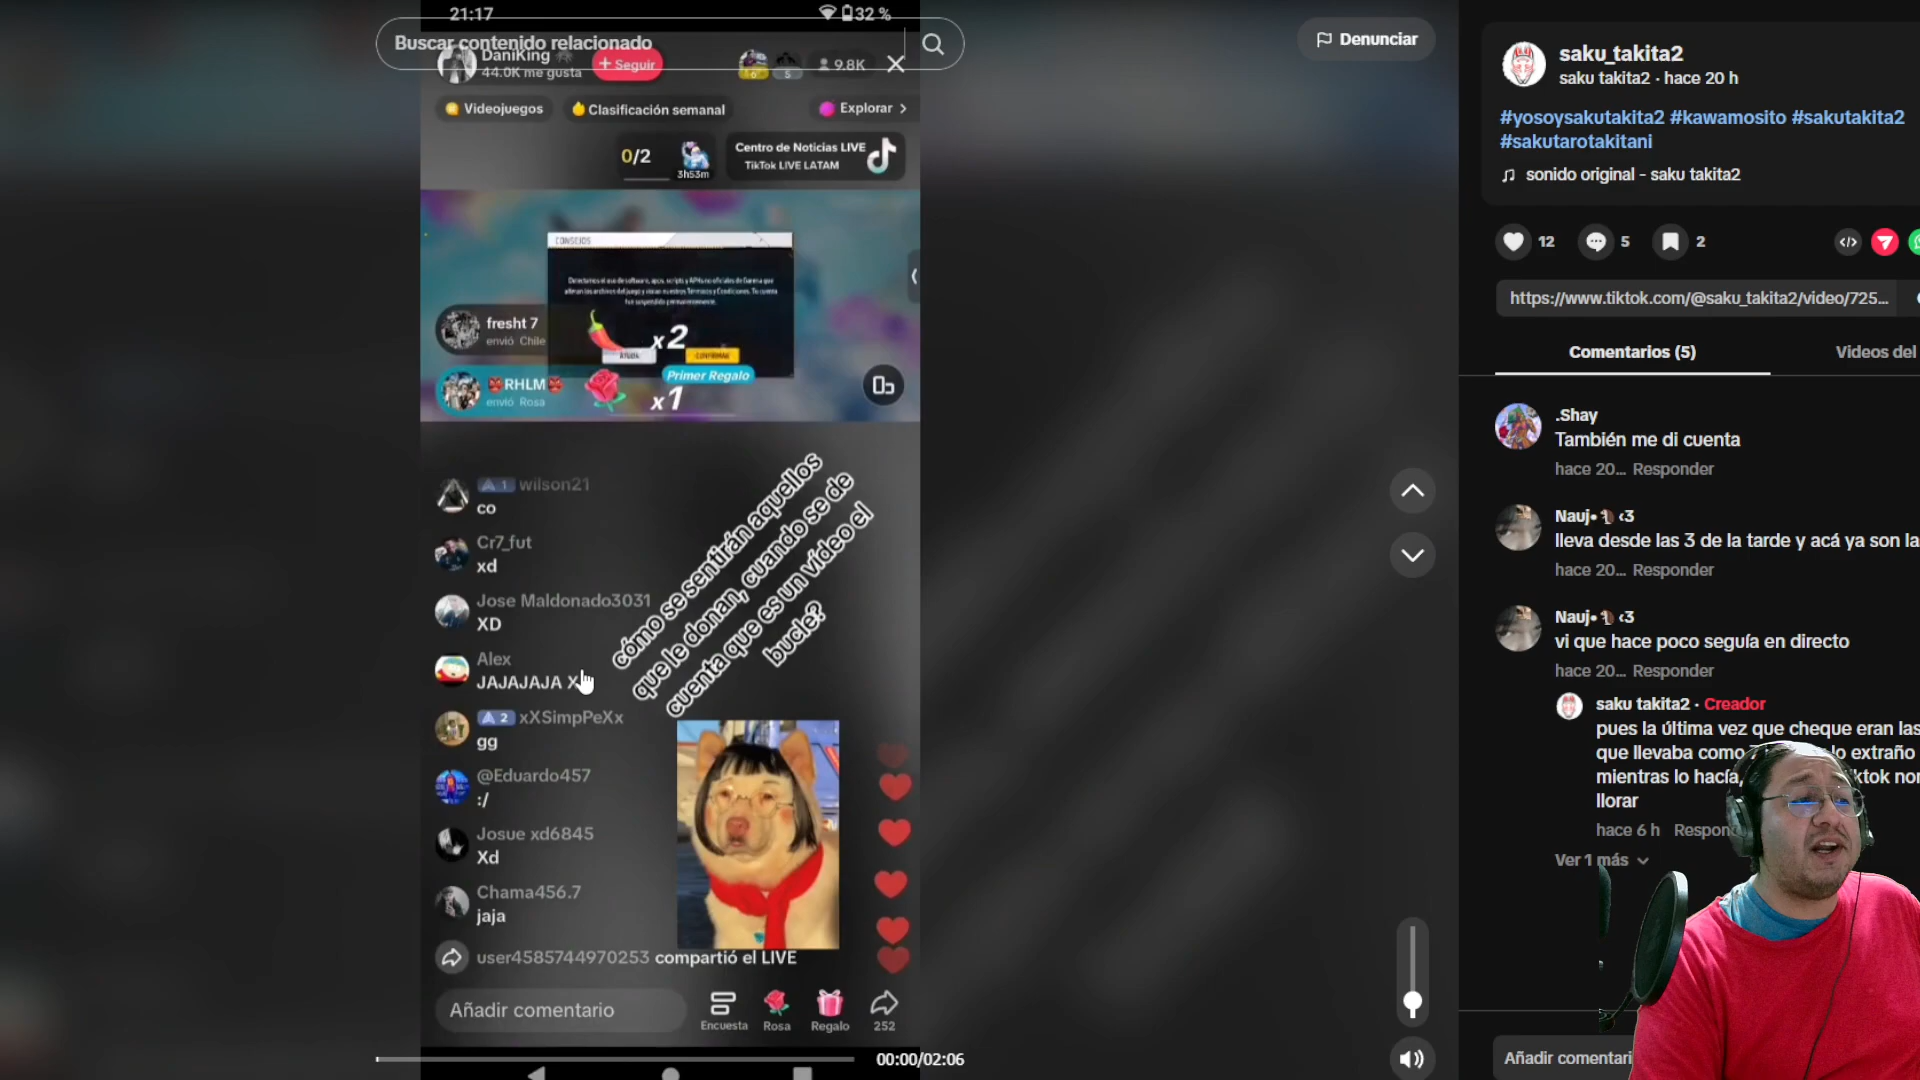 21:17
32 %
Buscar contenido relacionado
DaniKing
44.0K me gusta
+ Seguir
6
5
9.8K
Videojuegos
Clasificación semanal
Explorar
0/2
3h53m
Centro de Noticias LIVE
TikTok LIVE LATAM
CONSEJOS
fresht 7
envió Chile
x2
AYUDA
CONFIRMAR
RHLM
envió Rosa
Primer Regalo
x1
1 wilson21
co
Cr7_fut
xd
Jose Maldonado3031
XD
Alex
JAJAJAJA X
2 xXSimpPeXx
gg
@Eduardo457
:/
Josue xd6845
Xd
Chama456.7
jaja
user4585744970253 compartió el LIVE
cómo se sentirán aquellos
que le donan, cuando se de
cuenta que es un vídeo el
bucle?
Añadir comentario
Encuesta
Rosa
Regalo
252
00:00/02:06
Denunciar
saku_takita2
saku takita2 · hace 20 h
#yosoysakutakita2 #kawamosito #sakutakita2
#sakutarotakitani
sonido original - saku takita2
12
5
2
https://www.tiktok.com/@saku_takita2/video/725...
Comentarios (5)
Videos del
.Shay
También me di cuenta
hace 20... Responder
Nauj• ‹3
lleva desde las 3 de la tarde y acá ya son la
hace 20... Responder
Nauj• ‹3
vi que hace poco seguía en directo
hace 20... Responder
saku takita2 · Creador
pues la última vez que cheque eran las
que llevaba como lo extraño
mientras lo hacía,
llorar
hace 6 h
Ver 1 más
Añadir comentari